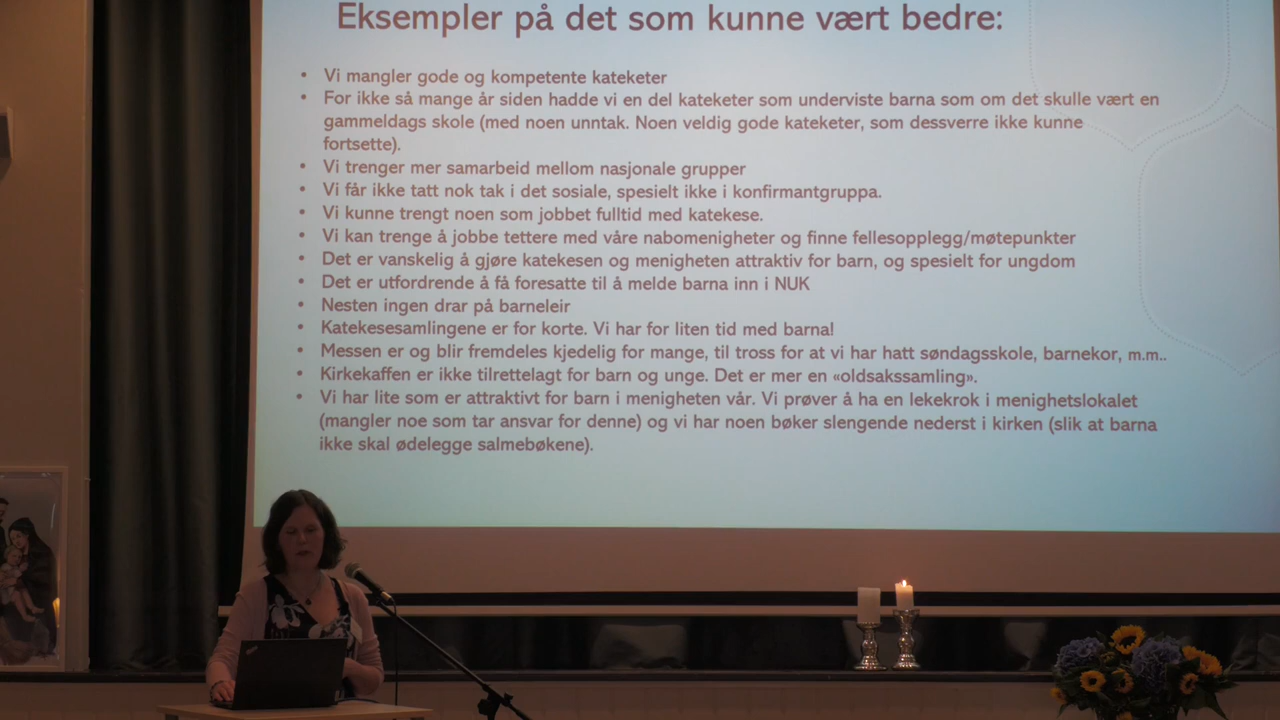 Eksempler på det som kunne vært bedre:
• Vi mangler gode og kompetente kateketer
• For ikke så mange år siden hadde vi en del kateketer som underviste barna som om det skulle vært en
gammeldags skole (med noen unntak. Noen veldig gode kateketer, som dessverre ikke kunne
fortsette).
• Vi trenger mer samarbeid mellom nasjonale grupper
• Vi får ikke tatt nok tak i det sosiale, spesielt ikke i konfirmantgruppa.
• Vi kunne trengt noen som jobbet fulltid med katekese.
• Vi kan trenge å jobbe tettere med våre nabomenigheter og finne fellesopplegg/møtepunkter
• Det er vanskelig å gjøre katekesen og menigheten attraktiv for barn, og spesielt for ungdom
• Det er utfordrende å få foresatte til å melde barna inn i NUK
• Nesten ingen drar på barneleir
• Katekesesamlingene er for korte. Vi har for liten tid med barna!
• Messen er og blir fremdeles kjedelig for mange, til tross for at vi har hatt søndagsskole, barnekor, m.m..
• Kirkekaffen er ikke tilrettelagt for barn og unge. Det er mer en «oldsakssamling».
• Vi har lite som er attraktivt for barn i menigheten vår. Vi prøver å ha en lekekrok i menighetslokalet
(mangler noe som tar ansvar for denne) og vi har noen bøker slengende nederst i kirken (slik at barna
ikke skal ødelegge salmebøkene).